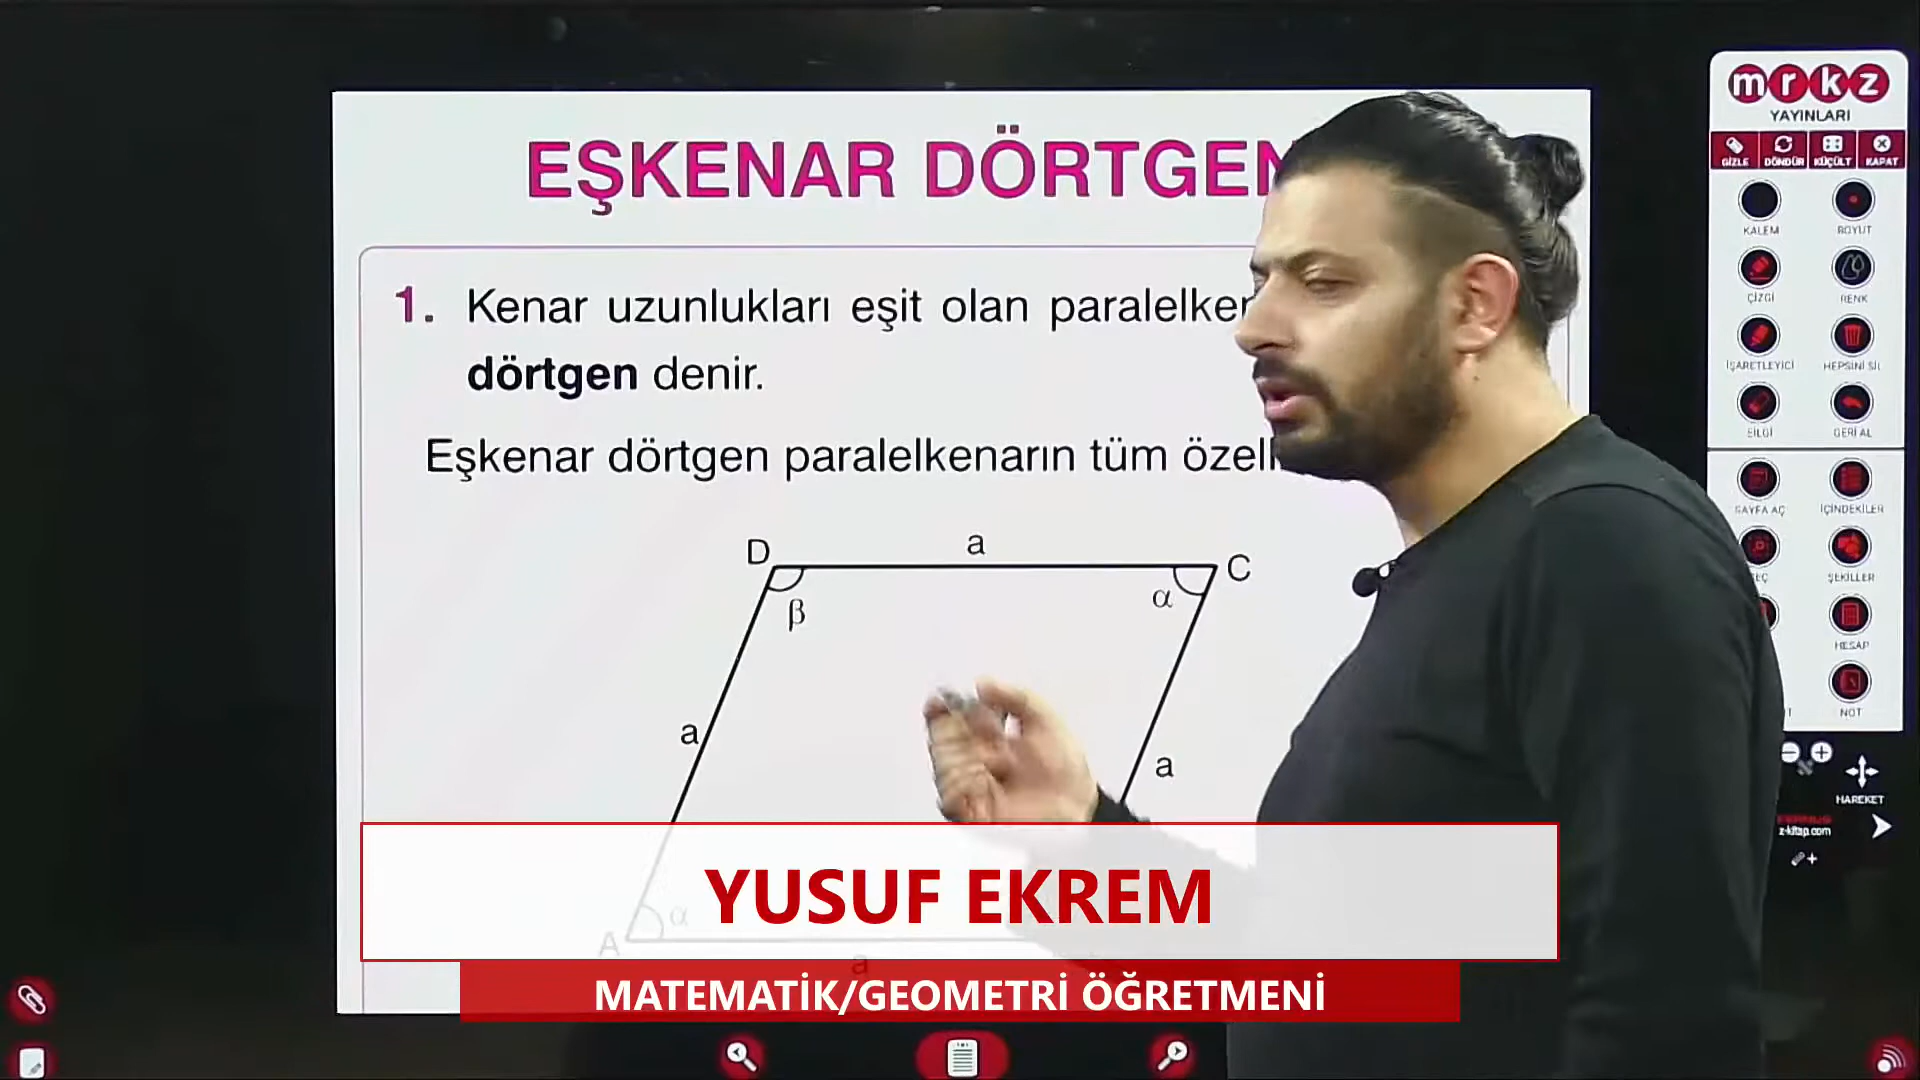 EŞKENAR DÖRTGEN
1. Kenar uzunlukları eşit olan
dörtgen denir.
Eşkenar dörtgen paralelkenarın tüm
D
a
C
β
α
a
a
α
A
a
YUSUF EKREM
MATEMATİK/GEOMETRİ ÖĞRETMENİ
mrkz
YAYINLARI
GİZLE DÖNDÜR KÜÇÜLT KAPAT
KALEM BOYUT
ÇİZGİ RENK
İŞARETLEYİCİ HEPSİNİ SİL
SİLGİ GERİ AL
SAYFA AÇ İÇİNDEKİLER
ŞEKİLLER
HESAP
NOT
HAREKET
FERNUS
z-kitap.com